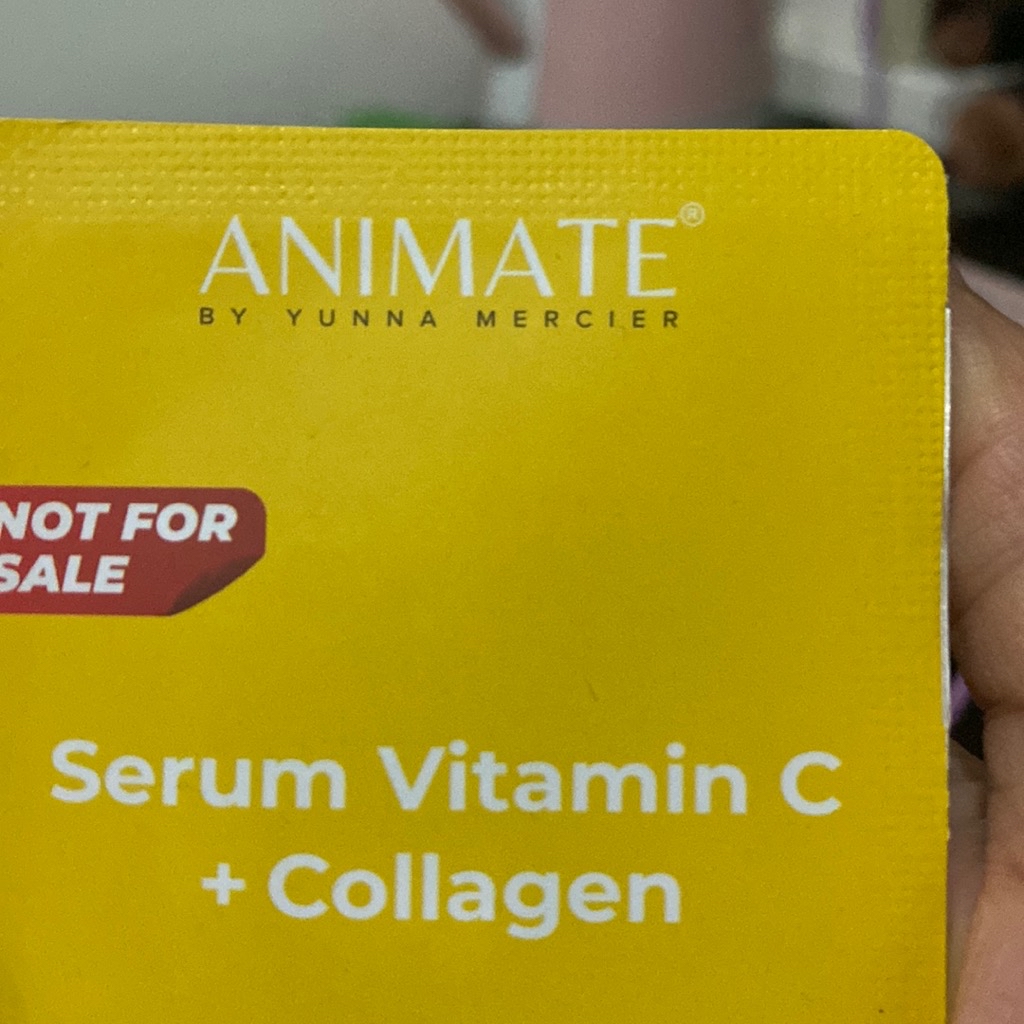 ANIMATE®
BY YUNNA MERCIER
NOT FOR
SALE
Serum Vitamin C
+ Collagen